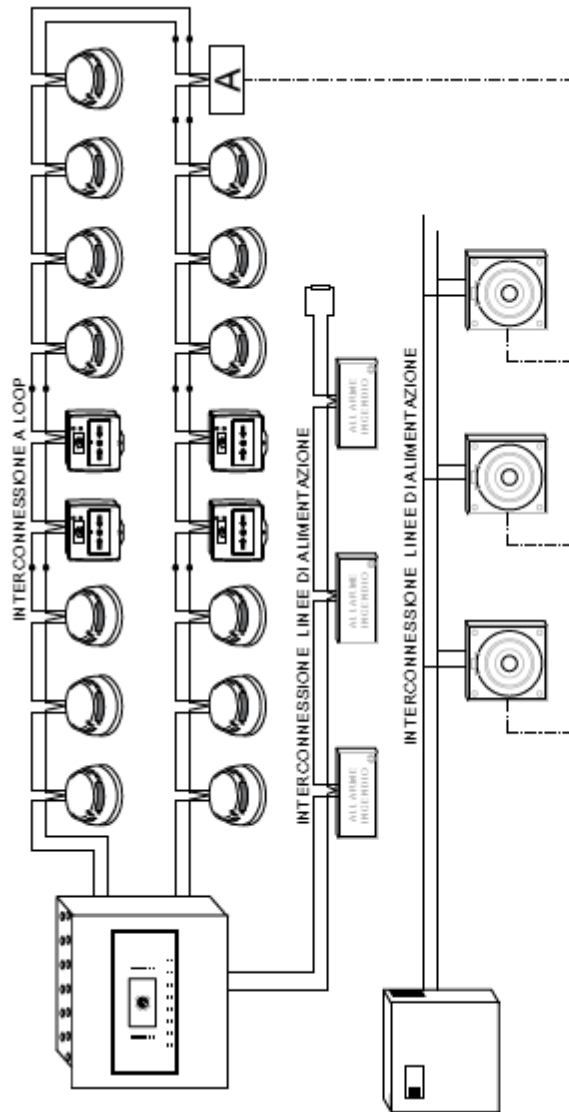 INTERCONNESSIONE A LOOP
A
INTERCONNESSIONE LINEE DI ALIMENTAZIONE
ALLARME
INCENDIO
ALLARME
INCENDIO
ALLARME
INCENDIO
INTERCONNESSIONE LINEE DI ALIMENTAZIONE